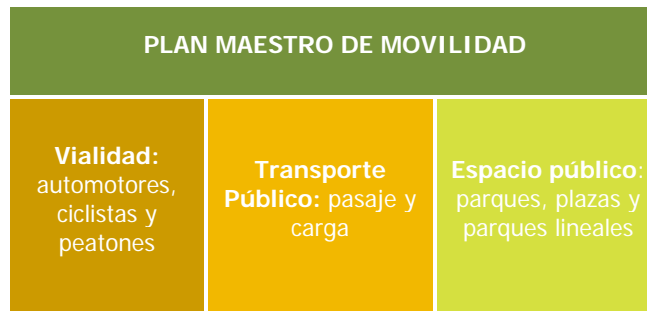 PLAN MAESTRO DE MOVILIDAD
Vialidad:
automotores,
ciclistas y
peatones
Transporte
Público: pasaje y
carga
Espacio público:
parques, plazas y
parques lineales